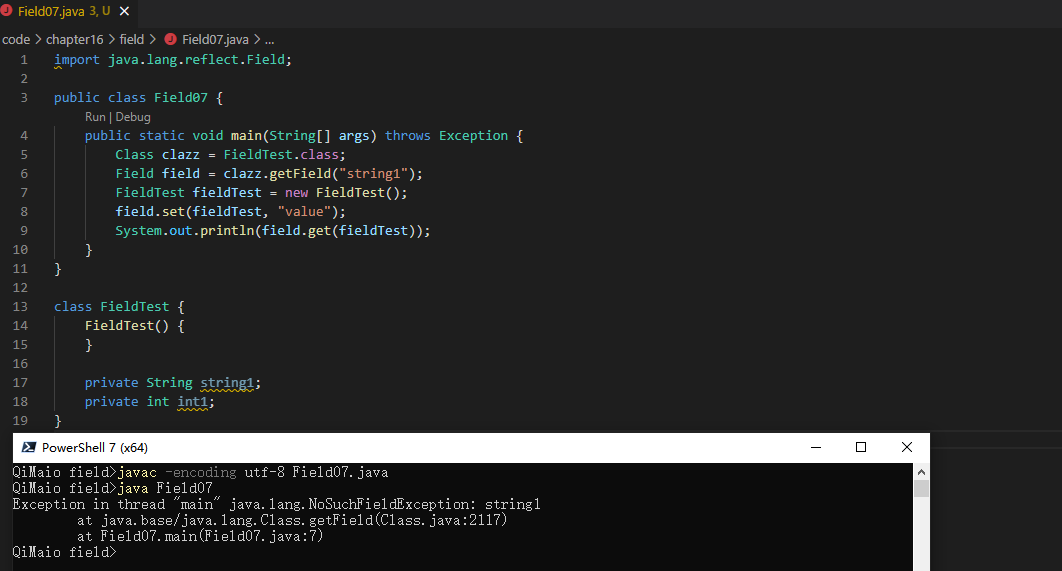 Field07.java 3, U
code > chapter16 > field > Field07.java > ...
1 import java.lang.reflect.Field;
2
3 public class Field07 {
Run | Debug
4 public static void main(String[] args) throws Exception {
5 Class clazz = FieldTest.class;
6 Field field = clazz.getField("string1");
7 FieldTest fieldTest = new FieldTest();
8 field.set(fieldTest, "value");
9 System.out.println(field.get(fieldTest));
10 }
11 }
12
13 class FieldTest {
14 FieldTest() {
15 }
16
17 private String string1;
18 private int int1;
19 }
PowerShell 7 (x64)
QiMaio field>javac -encoding utf-8 Field07.java
QiMaio field>java Field07
Exception in thread "main" java.lang.NoSuchFieldException: string1
at java.base/java.lang.Class.getField(Class.java:2117)
at Field07.main(Field07.java:7)
QiMaio field>